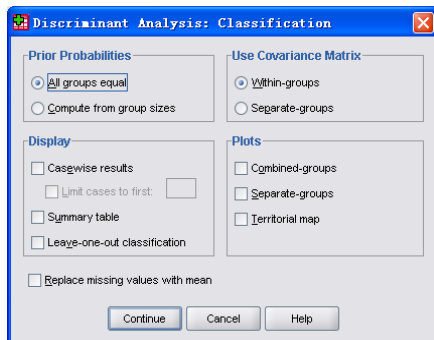 Discriminant Analysis: Classification
Prior Probabilities
All groups equal
Compute from group sizes
Use Covariance Matrix
Within-groups
Separate-groups
Display
Casewise results
Limit cases to first:
Summary table
Leave-one-out classification
Plots
Combined-groups
Separate-groups
Territorial map
Replace missing values with mean
Continue
Cancel
Help